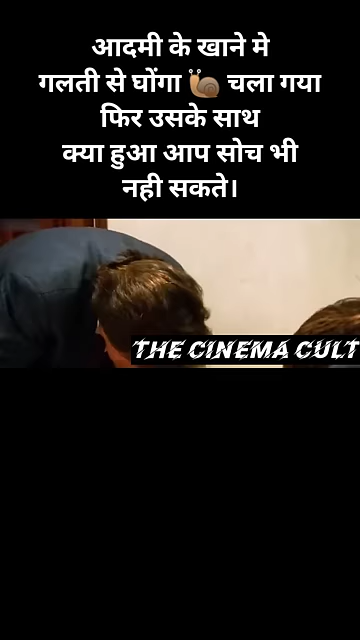 आदमी के खाने मे
गलती से घोंगा 🐌 चला गया
फिर उसके साथ
क्या हुआ आप सोच भी
नही सकते।
THE CINEMA CULT